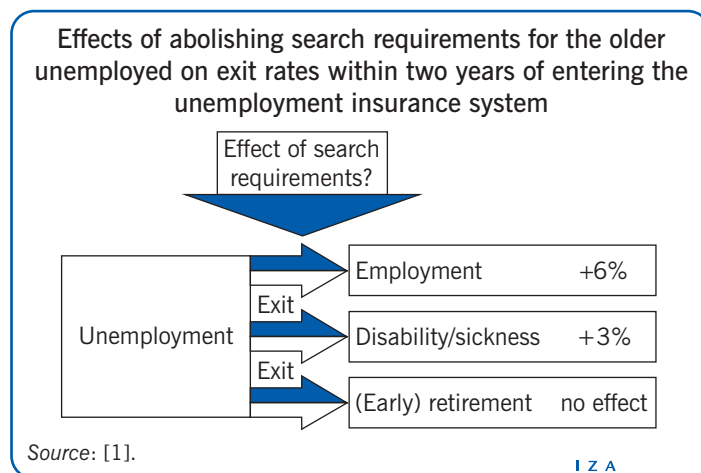 Effects of abolishing search requirements for the older
unemployed on exit rates within two years of entering the
unemployment insurance system
Effect of search
requirements?
Employment +6%
Exit
Unemployment
Disability/sickness +3%
Exit
(Early) retirement no effect
Source: [1].
I Z A